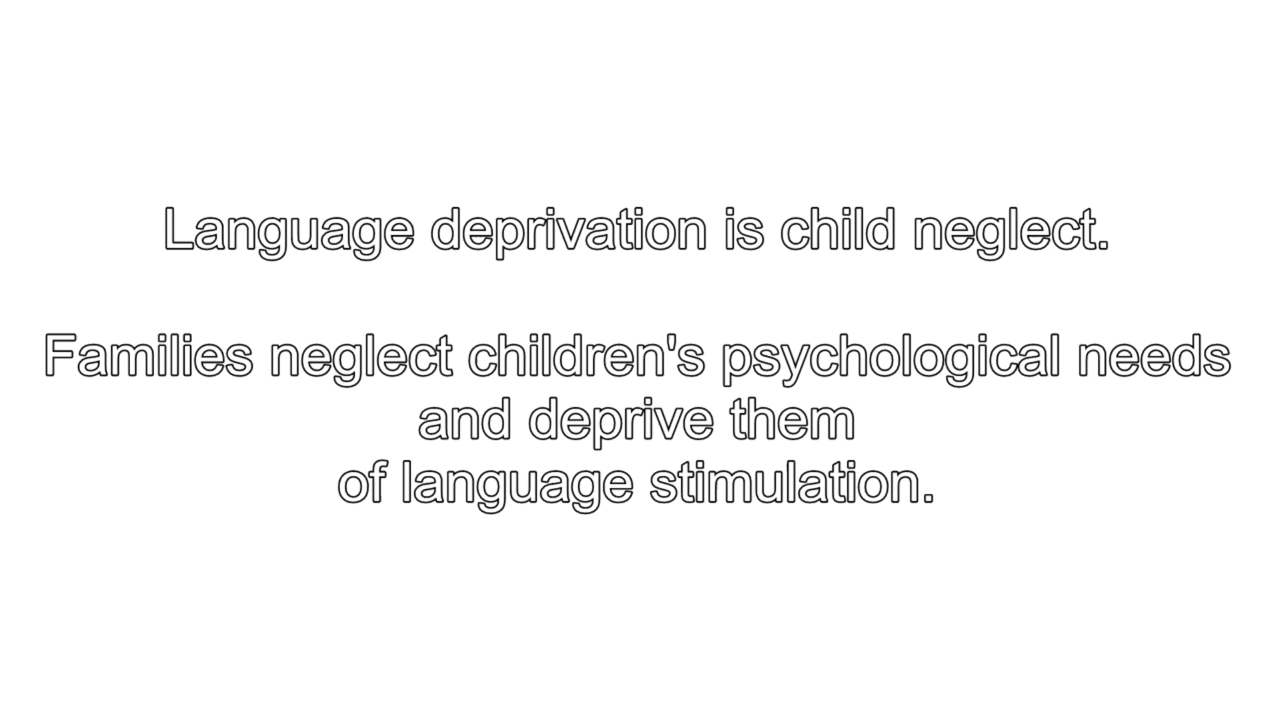 Language deprivation is child neglect.
Families neglect children's psychological needs
and deprive them
of language stimulation.